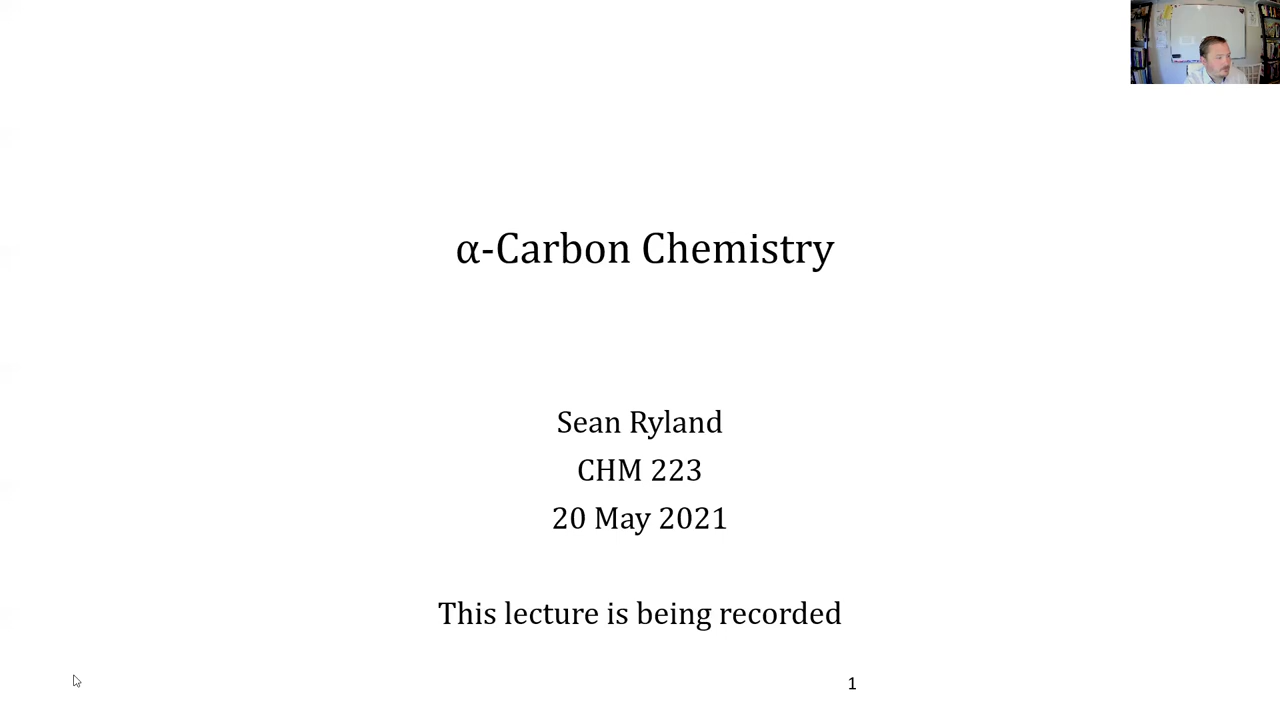 α-Carbon Chemistry
Sean Ryland
CHM 223
20 May 2021
This lecture is being recorded
1